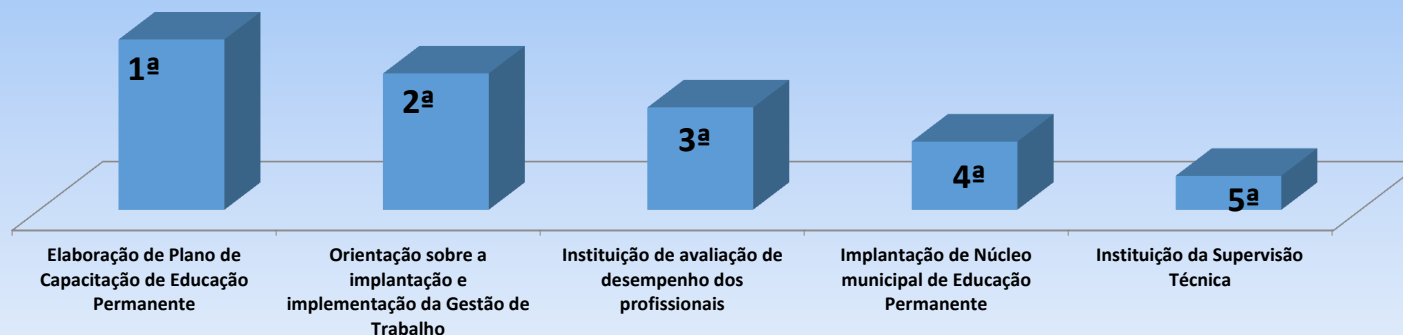 1ª
2ª
3ª
4ª
5ª
Elaboração de Plano de
Capacitação de Educação
Permanente
Orientação sobre a
implantação e
implementação da Gestão de
Trabalho
Instituição de avaliação de
desempenho dos
profissionais
Implantação de Núcleo
municipal de Educação
Permanente
Instituição da Supervisão
Técnica